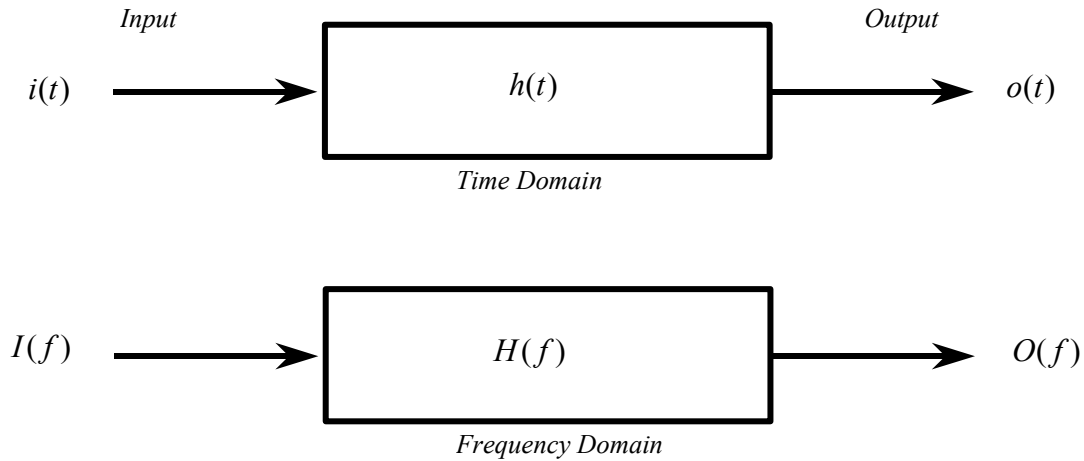 Input Output
i(t) h(t) o(t)
Time Domain
I(f) H(f) O(f)
Frequency Domain